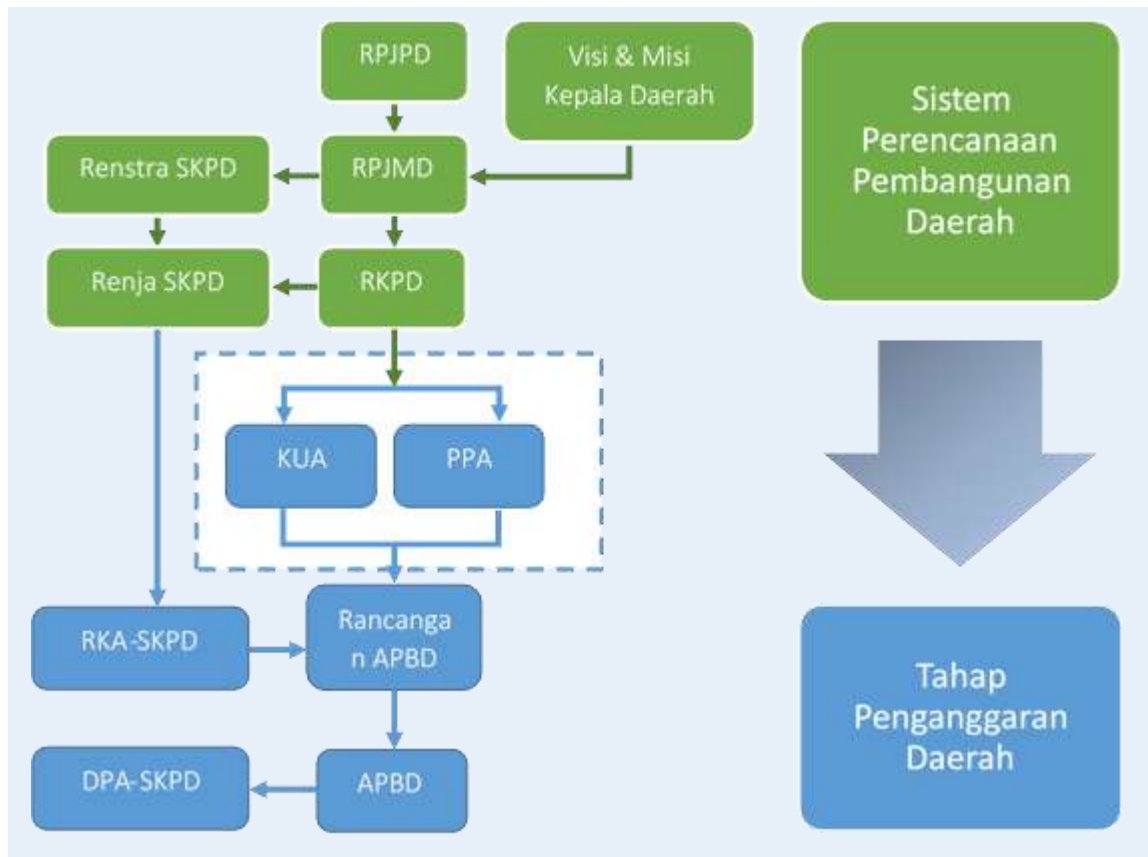 RPJPD
Visi & Misi
Kepala Daerah
Sistem
Perencanaan
Pembangunan
Daerah
Renstra SKPD
RPJMD
Renja SKPD
RKPD
KUA
PPA
RKA-SKPD
Rancanga
n APBD
Tahap
Penganggaran
Daerah
DPA-SKPD
APBD